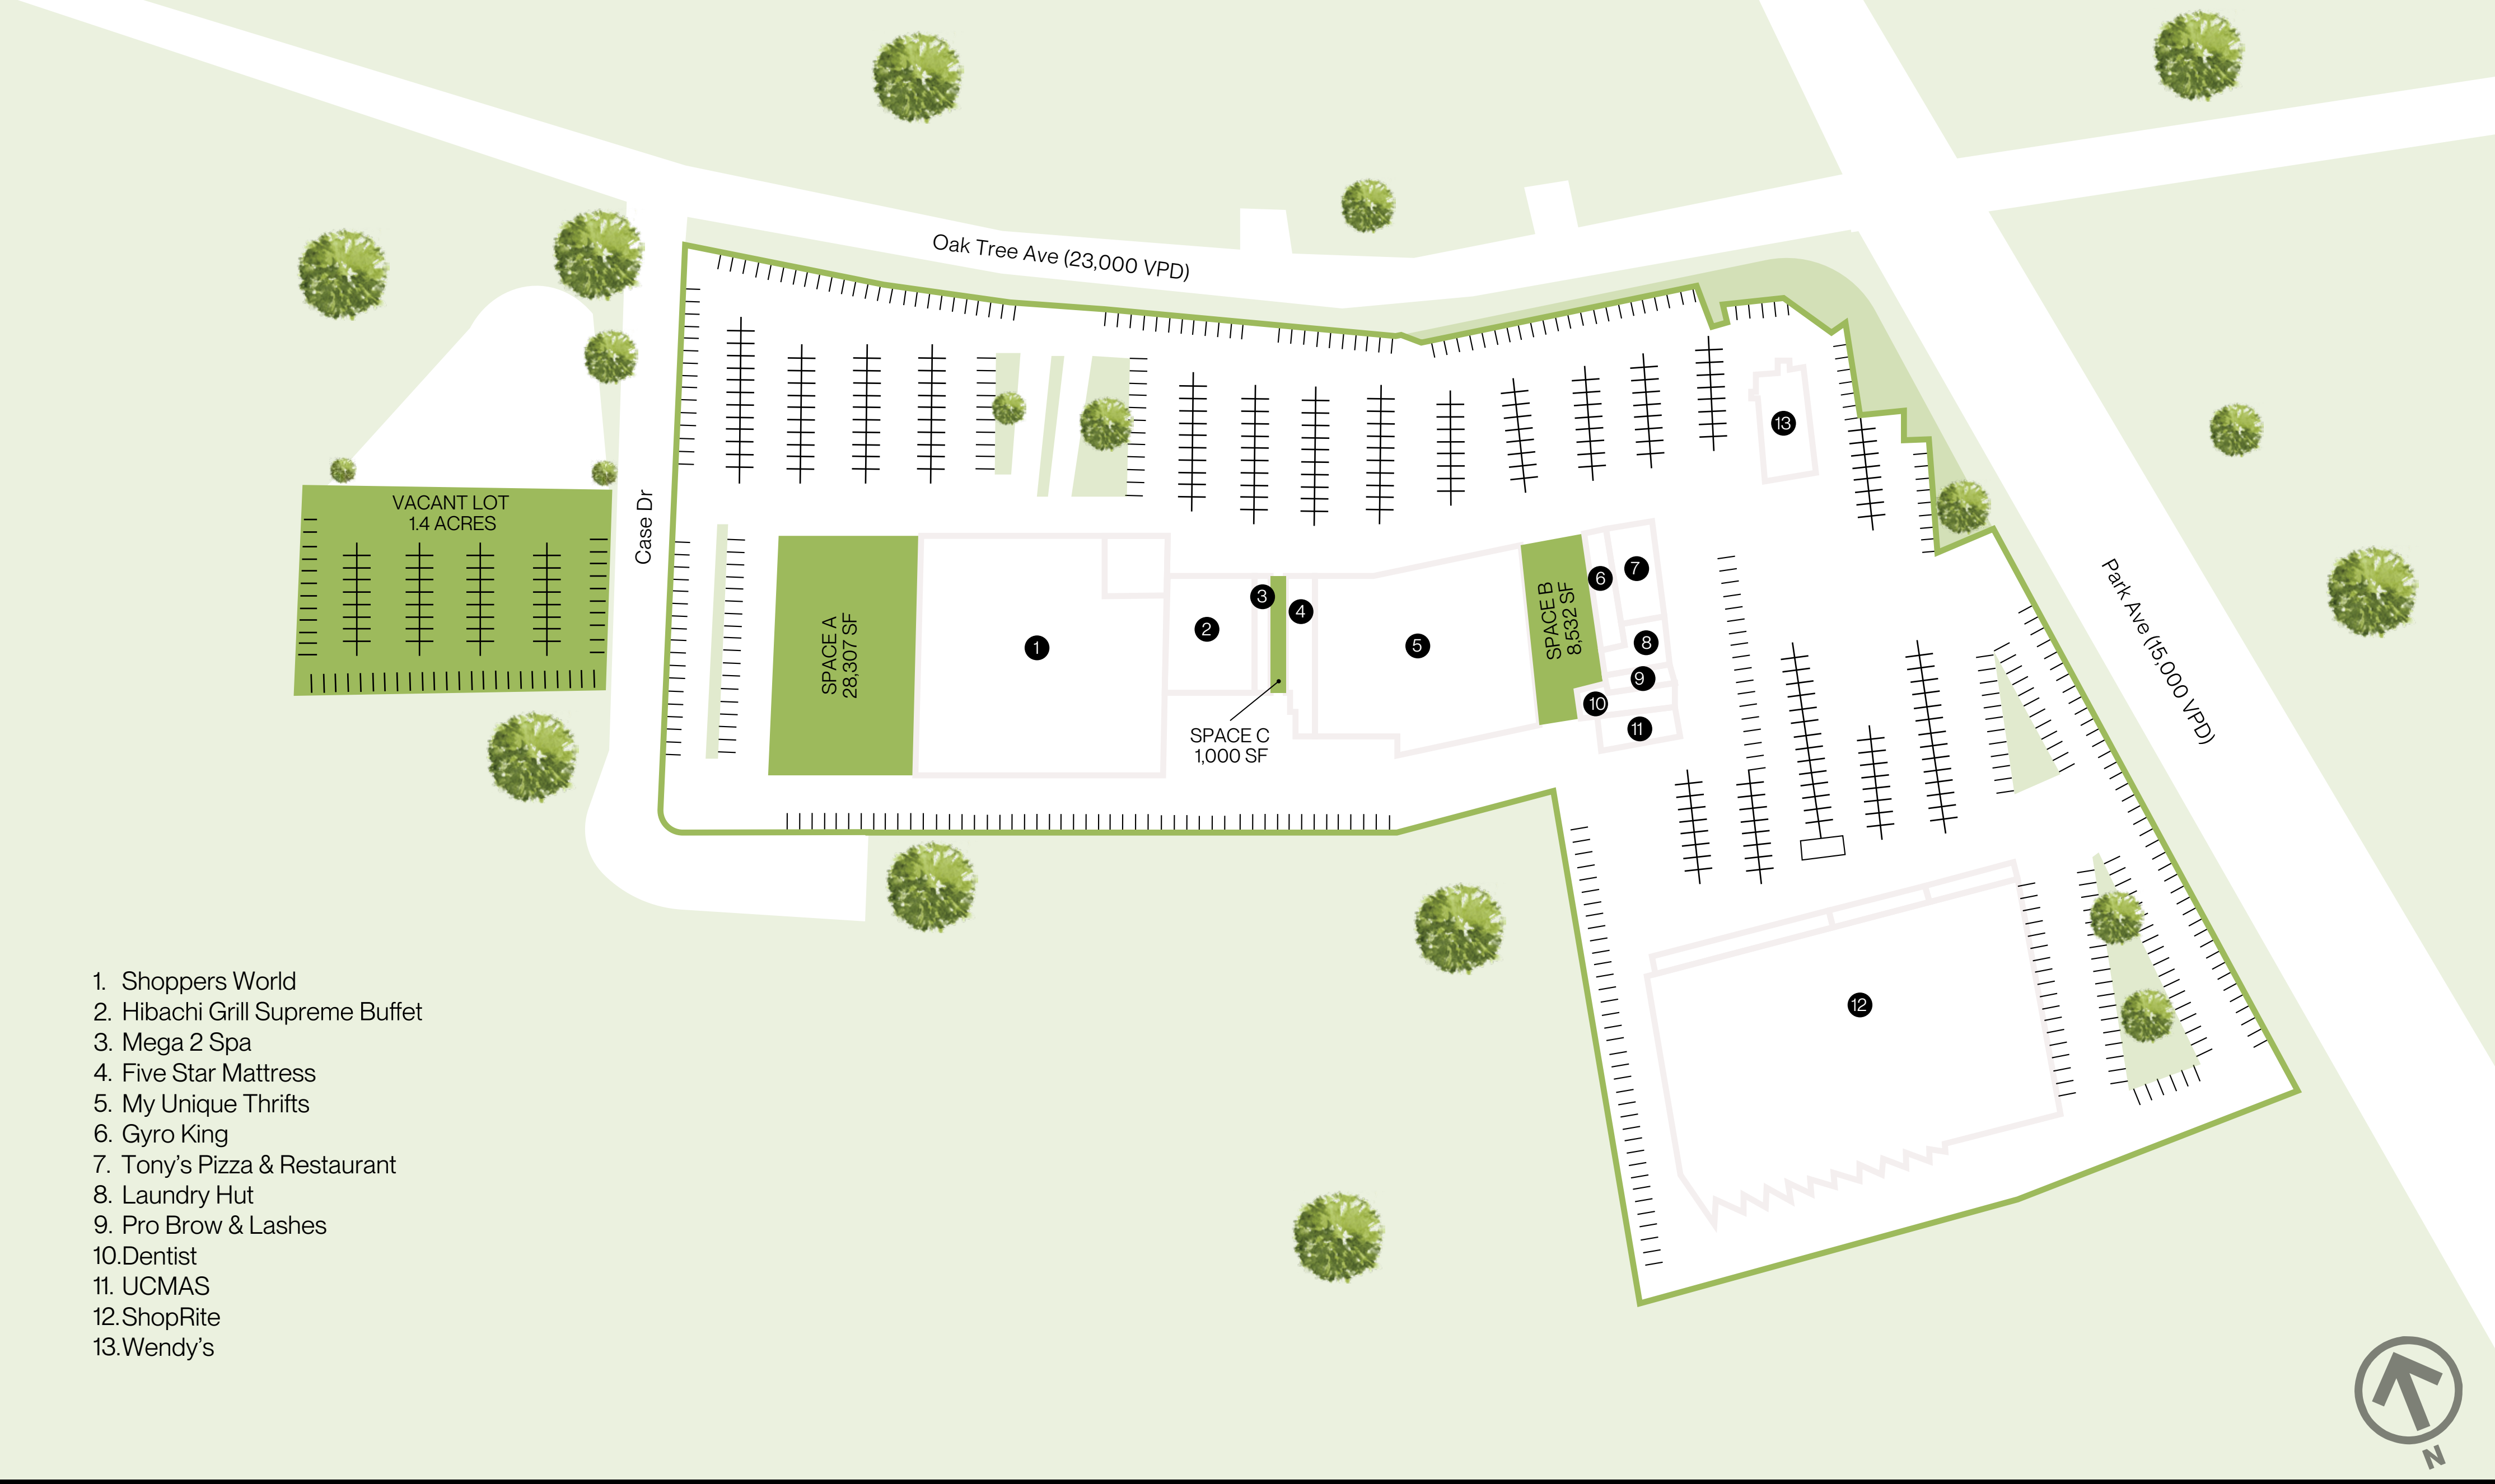 Oak Tree Ave (23,000 VPD)
13
VACANT LOT
1.4 ACRES
Case Dr
Park Ave (15,000 VPD)
SPACE A
28,307 SF
1
2
3
4
5
SPACE B
8,532 SF
6
7
8
9
10
11
SPACE C
1,000 SF
12
1. Shoppers World
2. Hibachi Grill Supreme Buffet
3. Mega 2 Spa
4. Five Star Mattress
5. My Unique Thrifts
6. Gyro King
7. Tony’s Pizza & Restaurant
8. Laundry Hut
9. Pro Brow & Lashes
10.Dentist
11. UCMAS
12.ShopRite
13.Wendy’s
N